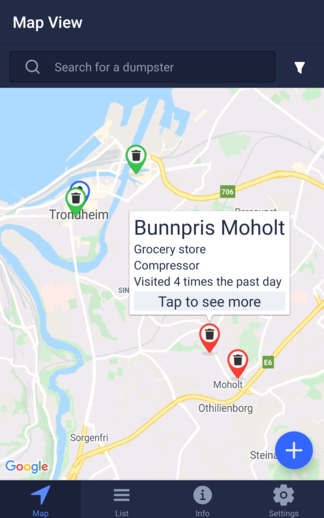 Map View
Search for a dumpster
706
Trondheim
Bunnpris Moholt
Grocery store
Compressor
Visited 4 times the past day
Tap to see more
E6
Moholt
Othilienborg
Sorgenfri
Google
Map
List
Info
Settings